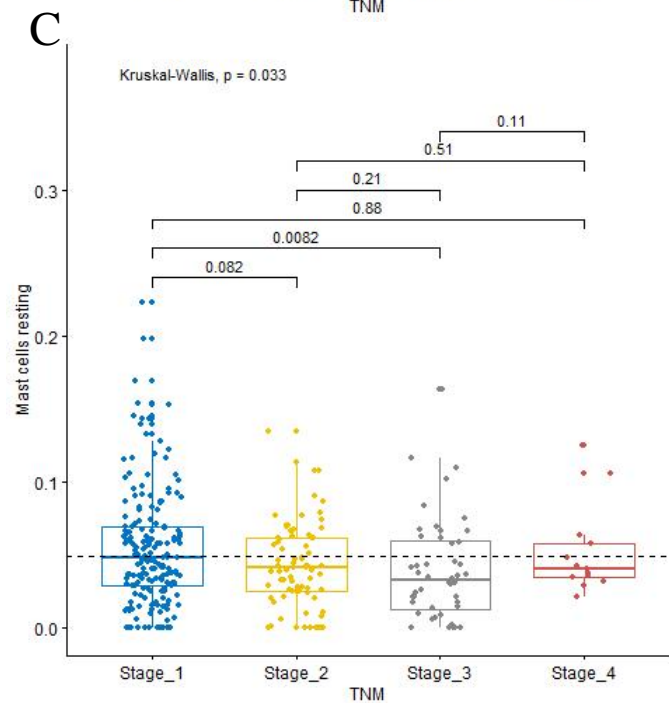 TNM
C
Kruskal-Wallis, p = 0.033
0.11
0.51
0.21
0.88
0.0082
0.082
Mast cells resting
0.3
0.2
0.1
0.0
Stage_1 Stage_2 Stage_3 Stage_4
TNM